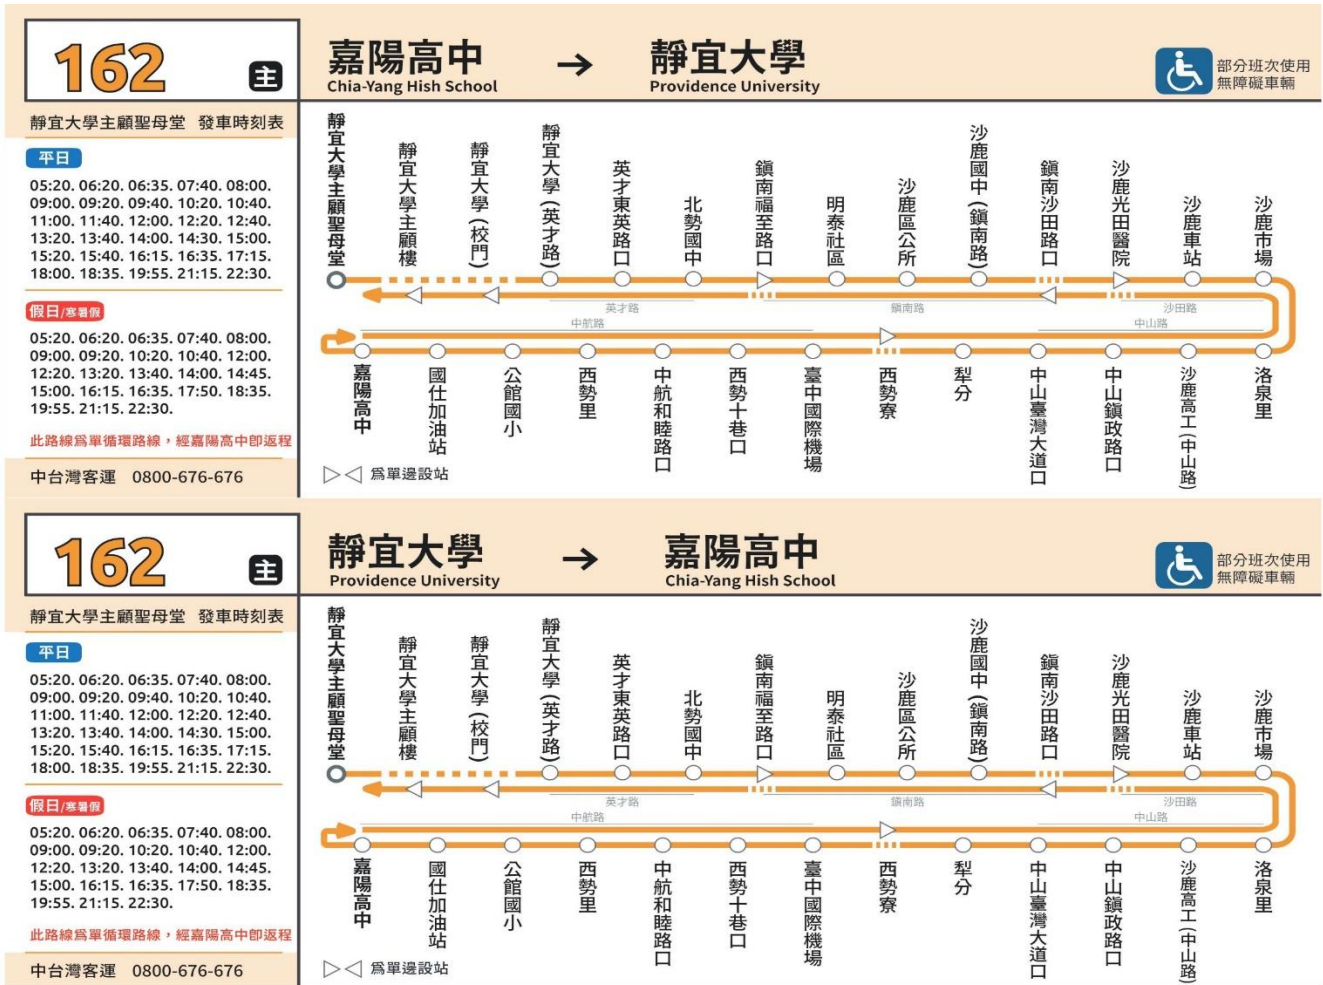 162 主
嘉陽高中 → 靜宜大學
Chia-Yang Hish School Providence University
部分班次使用
無障礙車輛
靜宜大學主顧聖母堂 發車時刻表
平日
05:20. 06:20. 06:35. 07:40. 08:00.
09:00. 09:20. 09:40. 10:20. 10:40.
11:00. 11:40. 12:00. 12:20. 12:40.
13:20. 13:40. 14:00. 14:30. 15:00.
15:20. 15:40. 16:15. 16:35. 17:15.
18:00. 18:35. 19:55. 21:15. 22:30.
假日/寒暑假
05:20. 06:20. 06:35. 07:40. 08:00.
09:00. 09:20. 10:20. 10:40. 12:00.
12:20. 13:20. 13:40. 14:00. 14:45.
15:00. 16:15. 16:35. 17:50. 18:35.
19:55. 21:15. 22:30.
此路線為單循環路線，經嘉陽高中即返程
中台灣客運 0800-676-676
靜宜大學主顧聖母堂
靜宜大學主顧樓
靜宜大學(校門)
靜宜大學(英才路)
英才東英路口
北勢國中
鎮南福至路口
明泰社區
沙鹿區公所
沙鹿國中(鎮南路)
鎮南沙田路口
沙鹿光田醫院
沙鹿車站
沙鹿市場
英才路
鎮南路
沙田路
中航路
中山路
嘉陽高中
國仕加油站
公館國小
西勢里
中航和睦路口
西勢十巷口
臺中國際機場
西勢寮
犁分
中山臺灣大道口
中山鎮政路口
沙鹿高工(中山路)
洛泉里
▷◁ 為單邊設站
162 主
靜宜大學 → 嘉陽高中
Providence University Chia-Yang Hish School
部分班次使用
無障礙車輛
靜宜大學主顧聖母堂 發車時刻表
平日
05:20. 06:20. 06:35. 07:40. 08:00.
09:00. 09:20. 09:40. 10:20. 10:40.
11:00. 11:40. 12:00. 12:20. 12:40.
13:20. 13:40. 14:00. 14:30. 15:00.
15:20. 15:40. 16:15. 16:35. 17:15.
18:00. 18:35. 19:55. 21:15. 22:30.
假日/寒暑假
05:20. 06:20. 06:35. 07:40. 08:00.
09:00. 09:20. 10:20. 10:40. 12:00.
12:20. 13:20. 13:40. 14:00. 14:45.
15:00. 16:15. 16:35. 17:50. 18:35.
19:55. 21:15. 22:30.
此路線為單循環路線，經嘉陽高中即返程
中台灣客運 0800-676-676
靜宜大學主顧聖母堂
靜宜大學主顧樓
靜宜大學(校門)
靜宜大學(英才路)
英才東英路口
北勢國中
鎮南福至路口
明泰社區
沙鹿區公所
沙鹿國中(鎮南路)
鎮南沙田路口
沙鹿光田醫院
沙鹿車站
沙鹿市場
英才路
鎮南路
沙田路
中航路
中山路
嘉陽高中
國仕加油站
公館國小
西勢里
中航和睦路口
西勢十巷口
臺中國際機場
西勢寮
犁分
中山臺灣大道口
中山鎮政路口
沙鹿高工(中山路)
洛泉里
▷◁ 為單邊設站